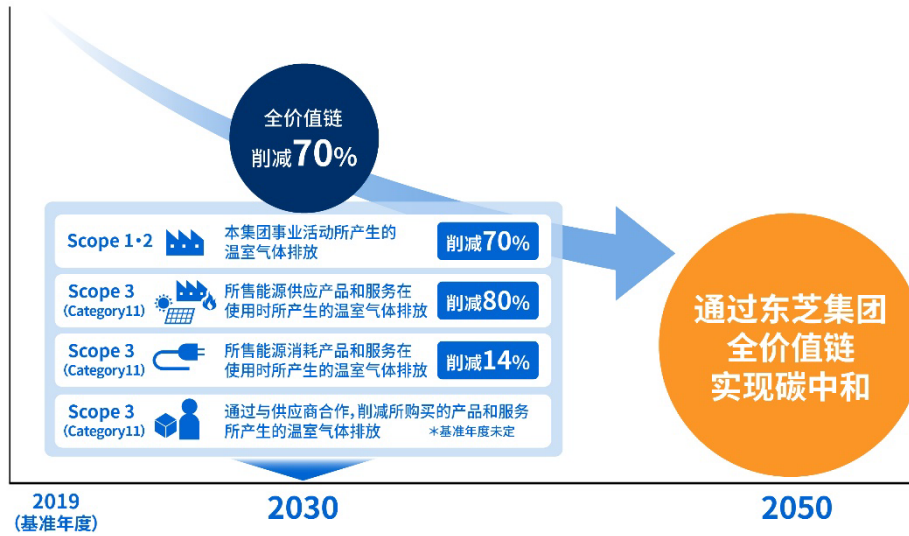 全价值链
削减70%
Scope 1·2
本集团事业活动所产生的
温室气体排放
削减70%
Scope 3
(Category11)
所售能源供应产品和服务在
使用时所产生的温室气体排放
削减80%
Scope 3
(Category11)
所售能源消耗产品和服务在
使用时所产生的温室气体排放
削减14%
Scope 3
(Category11)
通过与供应商合作,削减所购买的产品和服务
所产生的温室气体排放 *基准年度未定
通过东芝集团
全价值链
实现碳中和
2019
(基准年度)
2030
2050